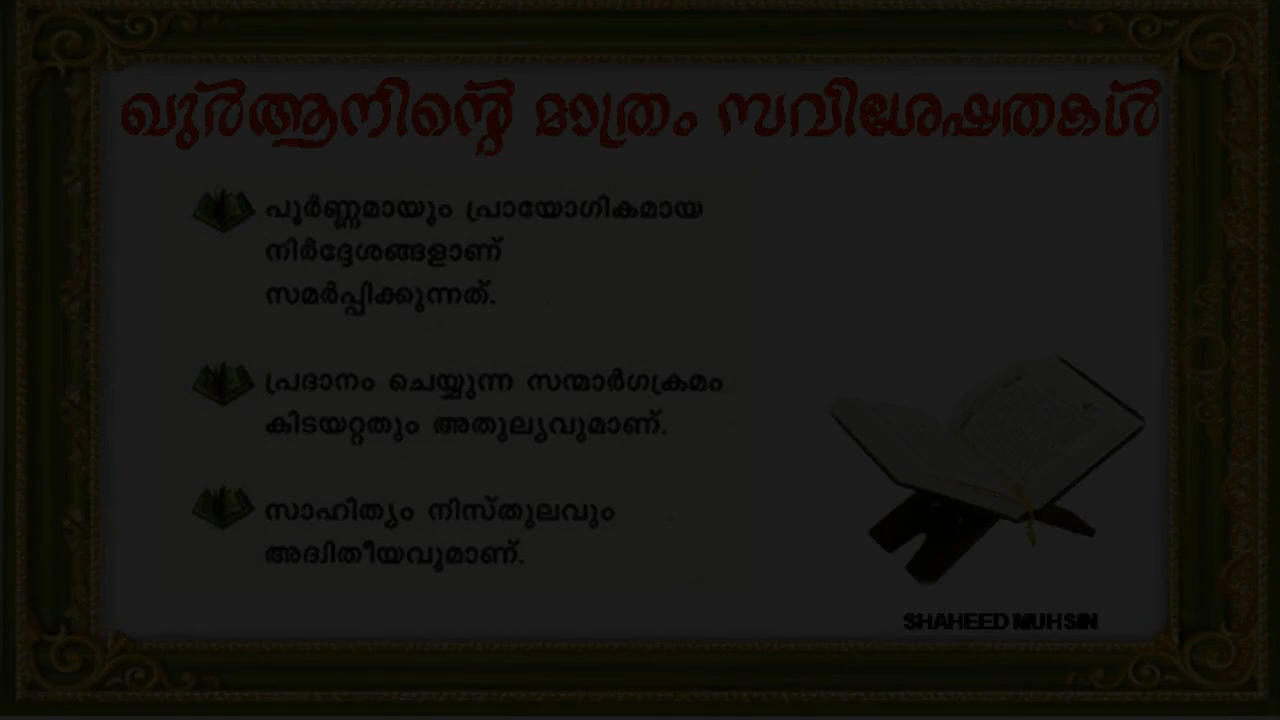 ഖുർആനിന്റെ മാത്രം സവിശേഷതകൾ
പൂർണ്ണമായും പ്രായോഗികമായ
നിർദ്ദേശങ്ങളാണ്
സമർപ്പിക്കുന്നത്.
പ്രദാനം ചെയ്യുന്ന സന്മാർഗക്രമം
കിടയറ്റതും അതുല്യവുമാണ്.
സാഹിത്യം നിസ്തുലവും
അദ്വിതീയവുമാണ്.
SHAHEED MUHSIN